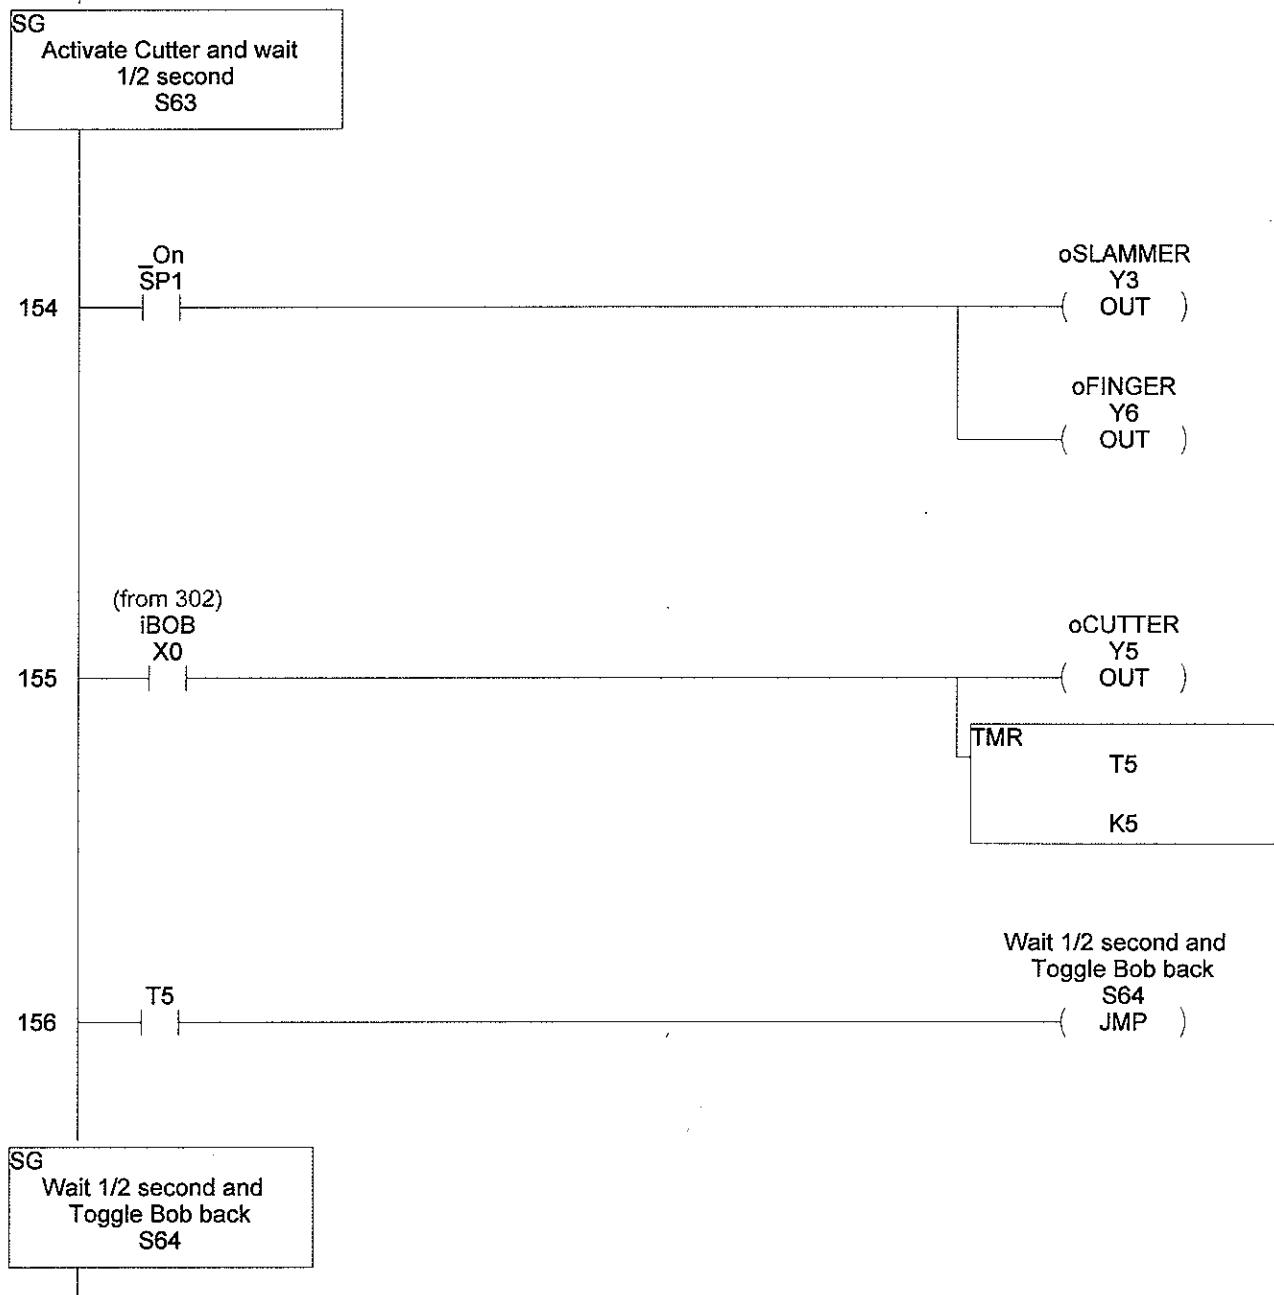 SG
Activate Cutter and wait
1/2 second
S63
_On
SP1
oSLAMMER
Y3
154
OUT
oFINGER
Y6
OUT
(from 302)
iBOB
X0
oCUTTER
Y5
155
OUT
TMR
T5
K5
Wait 1/2 second and
Toggle Bob back
S64
T5
156
JMP
SG
Wait 1/2 second and
Toggle Bob back
S64